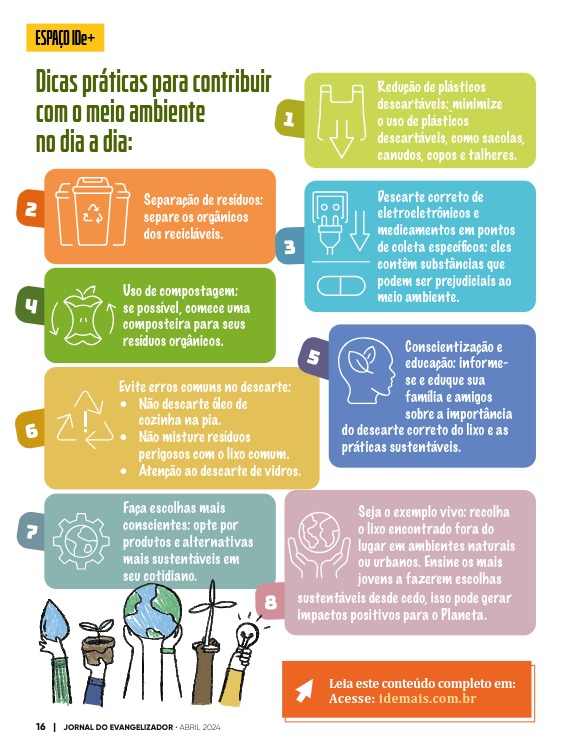 ESPAÇO IDe+
Dicas práticas para contribuir
com o meio ambiente
no dia a dia:
1
Redução de plásticos
descartáveis: minimize
o uso de plásticos
descartáveis, como sacolas,
canudos, copos e talheres.
2
Separação de resíduos:
separe os orgânicos
dos recicláveis.
3
Descarte correto de
eletroeletrônicos e
medicamentos em pontos
de coleta específicos: eles
contêm substâncias que
podem ser prejudiciais ao
meio ambiente.
4
Uso de compostagem:
se possível, comece uma
composteira para seus
resíduos orgânicos.
5
Conscientização e
educação: informe-
se e eduque sua
família e amigos
sobre a importância
do descarte correto do lixo e as
práticas sustentáveis.
6
Evite erros comuns no descarte:
• Não descarte óleo de
cozinha na pia.
• Não misture resíduos
perigosos com o lixo comum.
• Atenção ao descarte de vidros.
7
Faça escolhas mais
conscientes: opte por
produtos e alternativas
mais sustentáveis em
seu cotidiano.
8
Seja o exemplo vivo: recolha
o lixo encontrado fora do
lugar em ambientes naturais
ou urbanos. Ensine os mais
jovens a fazerem escolhas
sustentáveis desde cedo, isso pode gerar
impactos positivos para o Planeta.
Leia este conteúdo completo em:
Acesse: idemais.com.br
16 | JORNAL DO EVANGELIZADOR • ABRIL 2024